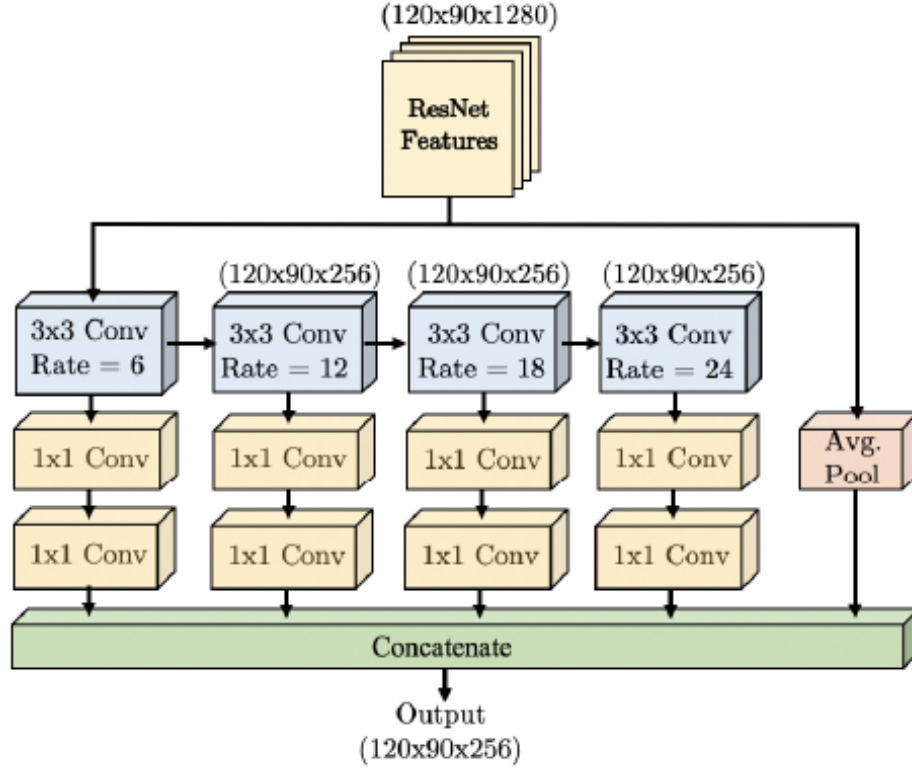 (120x90x1280)
ResNet
Features
(120x90x256)
(120x90x256)
(120x90x256)
3x3 Conv
Rate = 6
3x3 Conv
Rate = 12
3x3 Conv
Rate = 18
3x3 Conv
Rate = 24
1x1 Conv
1x1 Conv
1x1 Conv
1x1 Conv
Avg.
Pool
1x1 Conv
1x1 Conv
1x1 Conv
1x1 Conv
Concatenate
Output
(120x90x256)